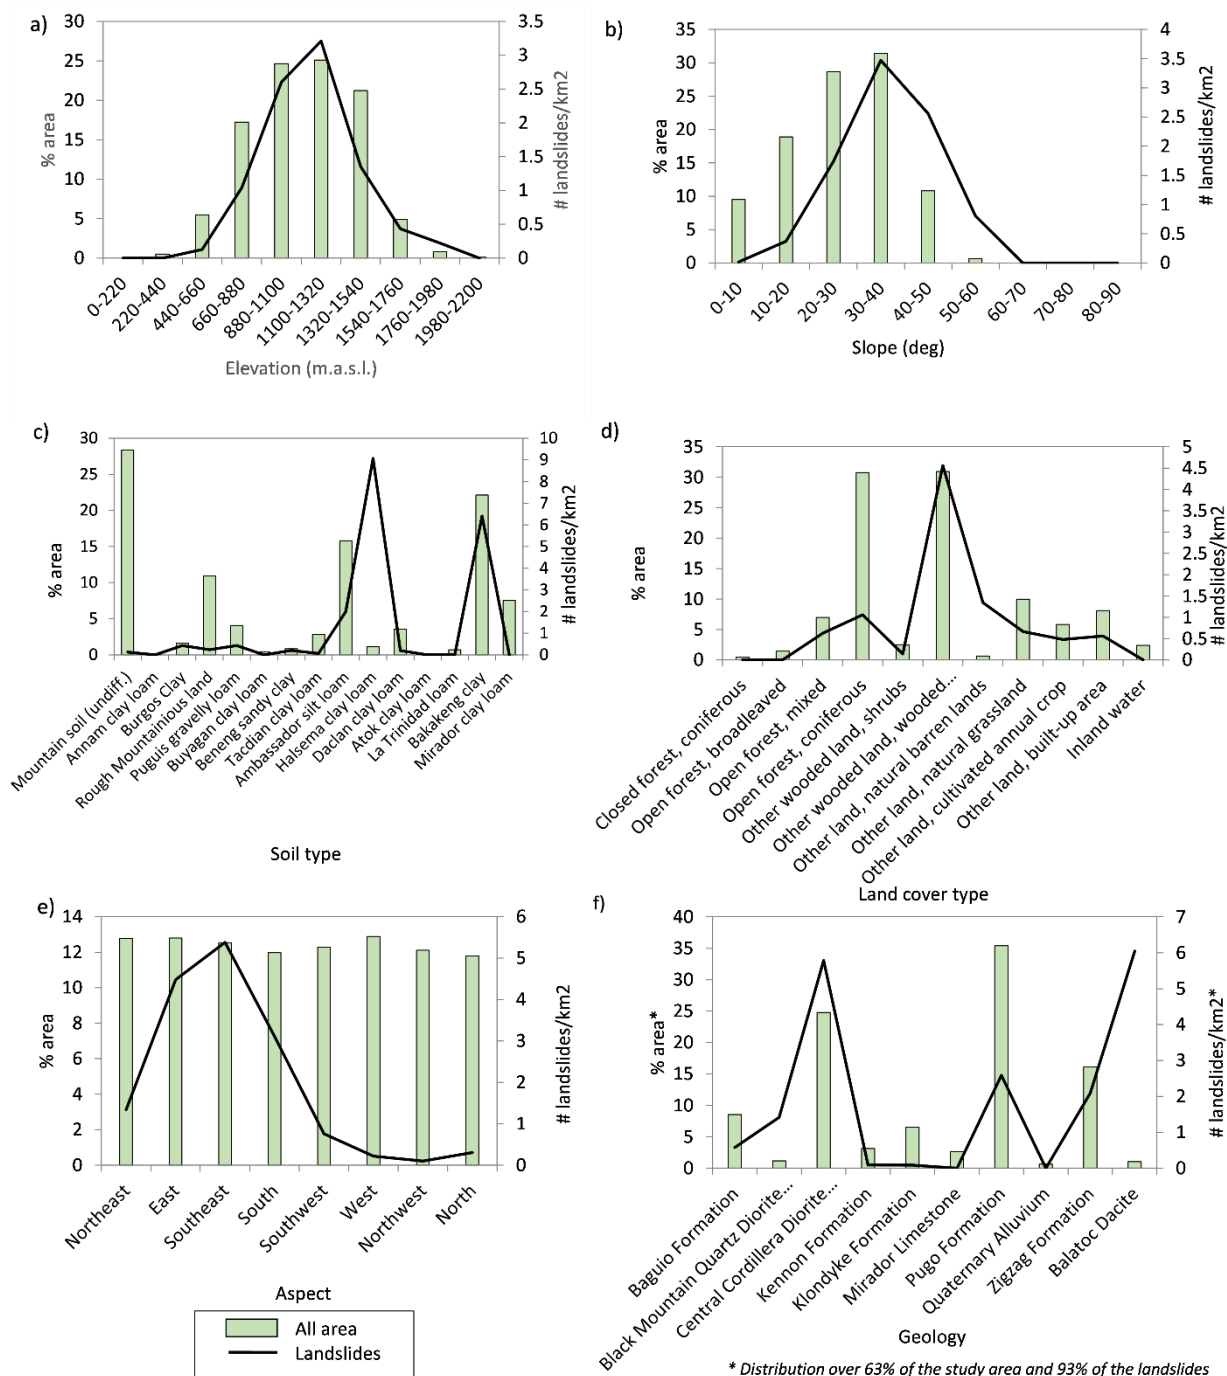 a)
30
25
20
15
10
5
0
% area
3.5
3
2.5
2
1.5
1
0.5
0
# landslides/km2
0-220
220-440
440-660
660-880
880-1100
1100-1320
1320-1540
1540-1760
1760-1980
1980-2200
Elevation (m.a.s.l.)
b)
35
30
25
20
15
10
5
0
% area
4
3.5
3
2.5
2
1.5
1
0.5
0
# landslides/km2
0-10
10-20
20-30
30-40
40-50
50-60
60-70
70-80
80-90
Slope (deg)
c)
30
25
20
15
10
5
0
% area
10
9
8
7
6
5
4
3
2
1
0
# landslides/km2
Mountain soil (undiff.)
Annam clay loam
Burgos Clay
Rough Mountainious land
Puguis gravelly loam
Buyagan clay loam
Beneng sandy clay
Tacdian clay loam
Ambassador silt loam
Halsema clay loam
Daclan clay loam
Atok clay loam
La Trinidad loam
Bakakeng clay
Mirador clay loam
Soil type
d)
35
30
25
20
15
10
5
0
% area
5
4.5
4
3.5
3
2.5
2
1.5
1
0.5
0
# landslides/km2
Closed forest, coniferous
Open forest, broadleaved
Open forest, mixed
Open forest, coniferous
Other wooded land, shrubs
Other wooded land, wooded...
Other land, natural barren lands
Other land, natural grassland
Other land, cultivated annual crop
Other land, built-up area
Inland water
Land cover type
e)
14
12
10
8
6
4
2
0
% area
6
5
4
3
2
1
0
# landslides/km2
Northeast
East
Southeast
South
Southwest
West
Northwest
North
Aspect
All area
Landslides
f)
40
35
30
25
20
15
10
5
0
% area*
7
6
5
4
3
2
1
0
# landslides/km2*
Baguio Formation
Black Mountain Quartz Diorite...
Central Cordillera Diorite...
Kennon Formation
Klondyke Formation
Mirador Limestone
Pugo Formation
Quaternary Alluvium
Zigzag Formation
Balatoc Dacite
Geology
* Distribution over 63% of the study area and 93% of the landslides